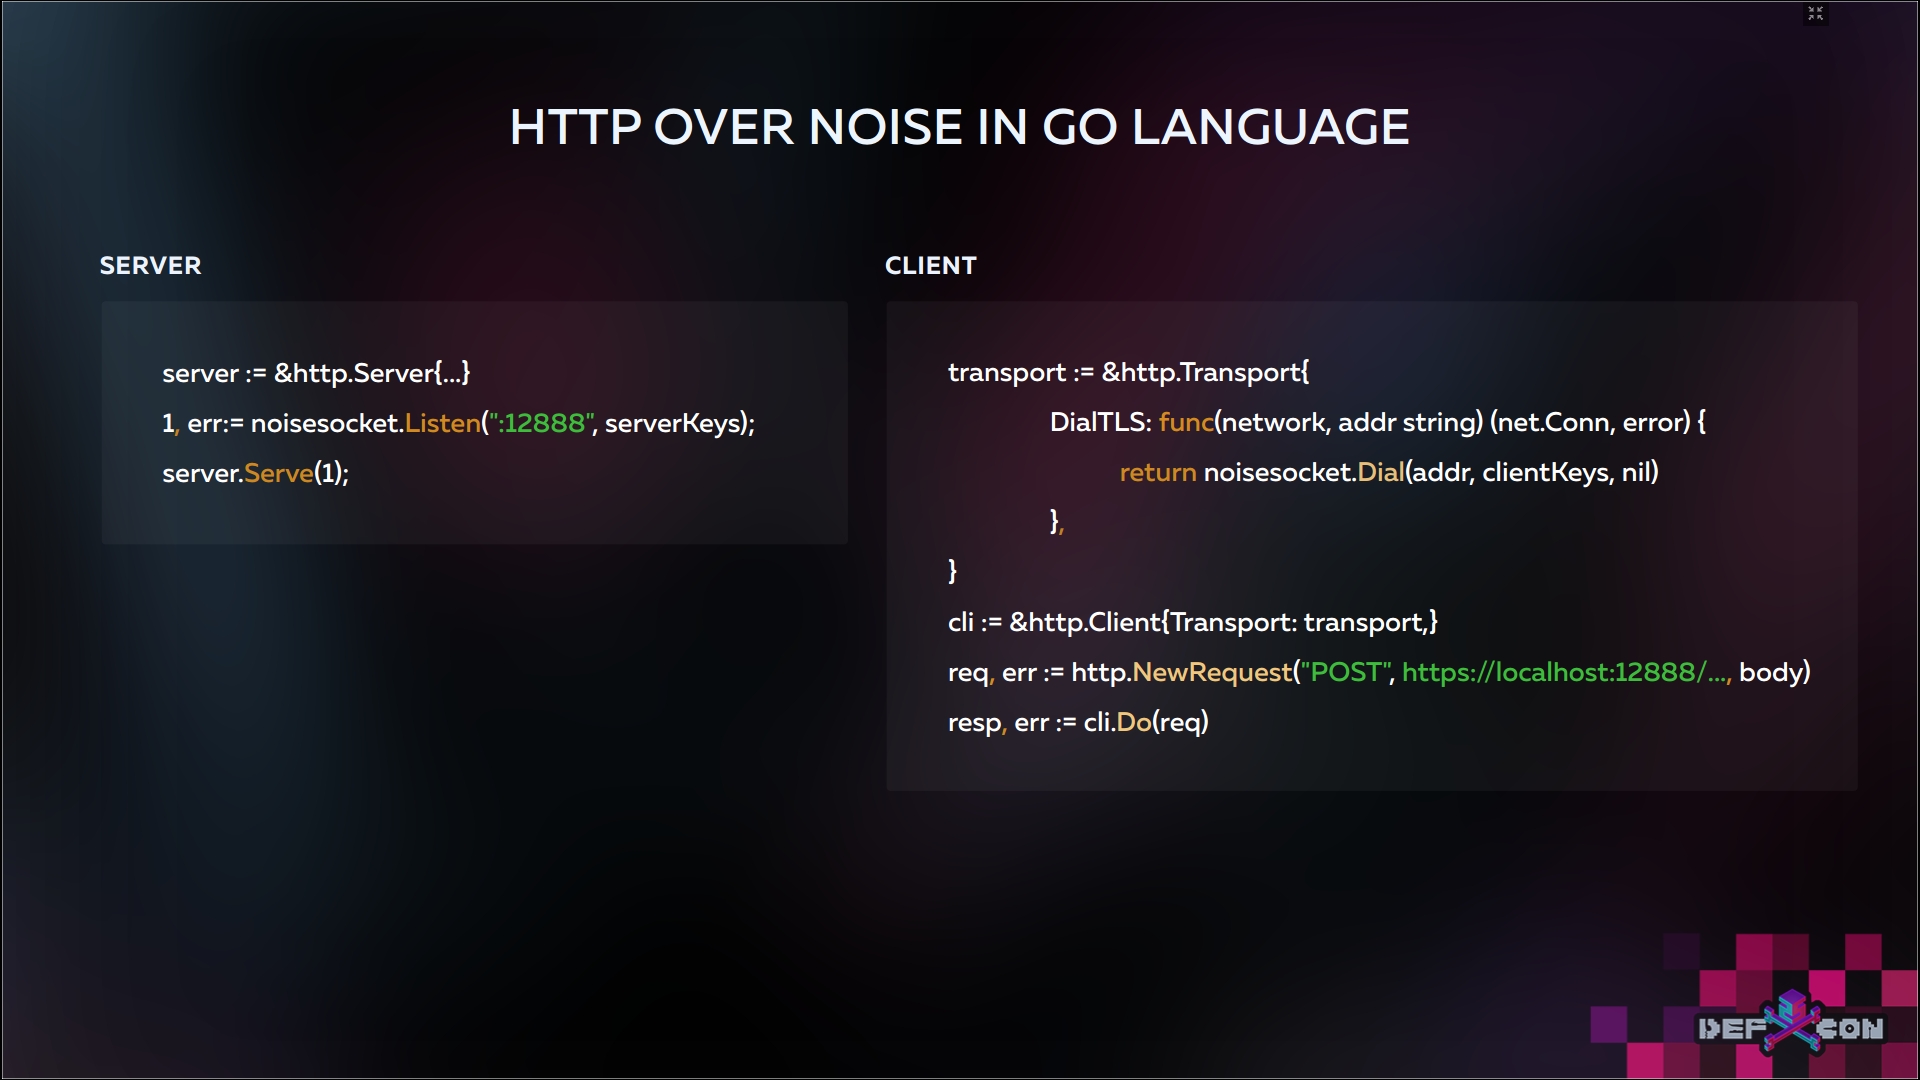 HTTP OVER NOISE IN GO LANGUAGE
SERVER
server := &http.Server{...}
1, err:= noisesocket.Listen(":12888", serverKeys);
server.Serve(1);
CLIENT
transport := &http.Transport{
DialTLS: func(network, addr string) (net.Conn, error) {
return noisesocket.Dial(addr, clientKeys, nil)
},
}
cli := &http.Client{Transport: transport,}
req, err := http.NewRequest("POST", https://localhost:12888/..., body)
resp, err := cli.Do(req)
DEF CON